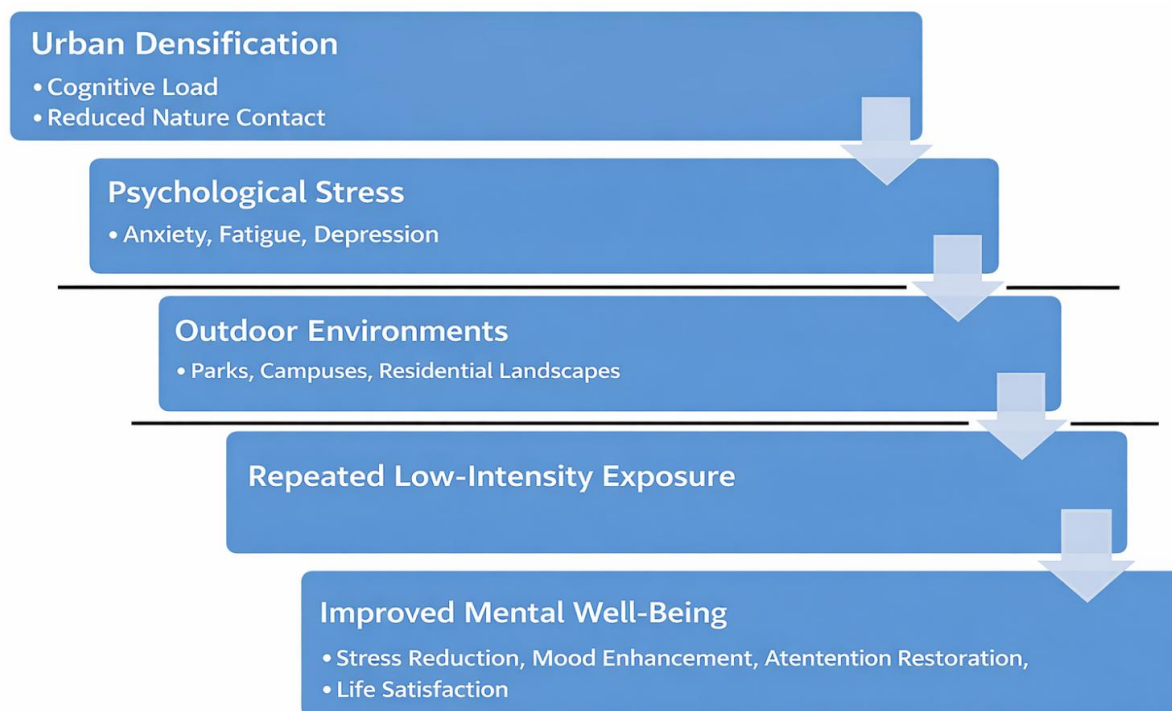 Urban Densification
• Cognitive Load
• Reduced Nature Contact
Psychological Stress
• Anxiety, Fatigue, Depression
Outdoor Environments
• Parks, Campuses, Residential Landscapes
Repeated Low-Intensity Exposure
Improved Mental Well-Being
• Stress Reduction, Mood Enhancement, Atentention Restoration,
• Life Satisfaction